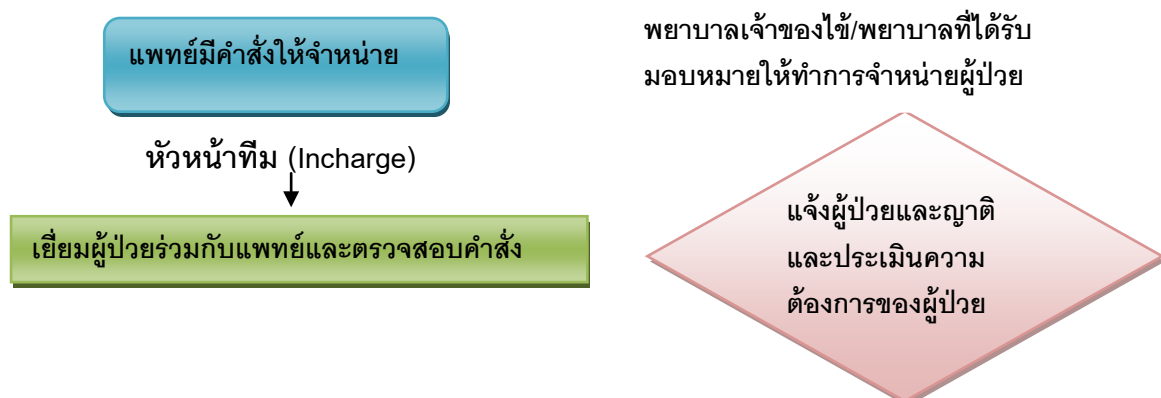 แพทย์มีคำสั่งให้จำหน่าย
หัวหน้าทีม (Incharge)
เยี่ยมผู้ป่วยร่วมกับแพทย์และตรวจสอบคำสั่ง
พยาบาลเจ้าของไข้/พยาบาลที่ได้รับ
มอบหมายให้ทำการจำหน่ายผู้ป่วย
แจ้งผู้ป่วยและญาติ
และประเมินความ
ต้องการของผู้ป่วย